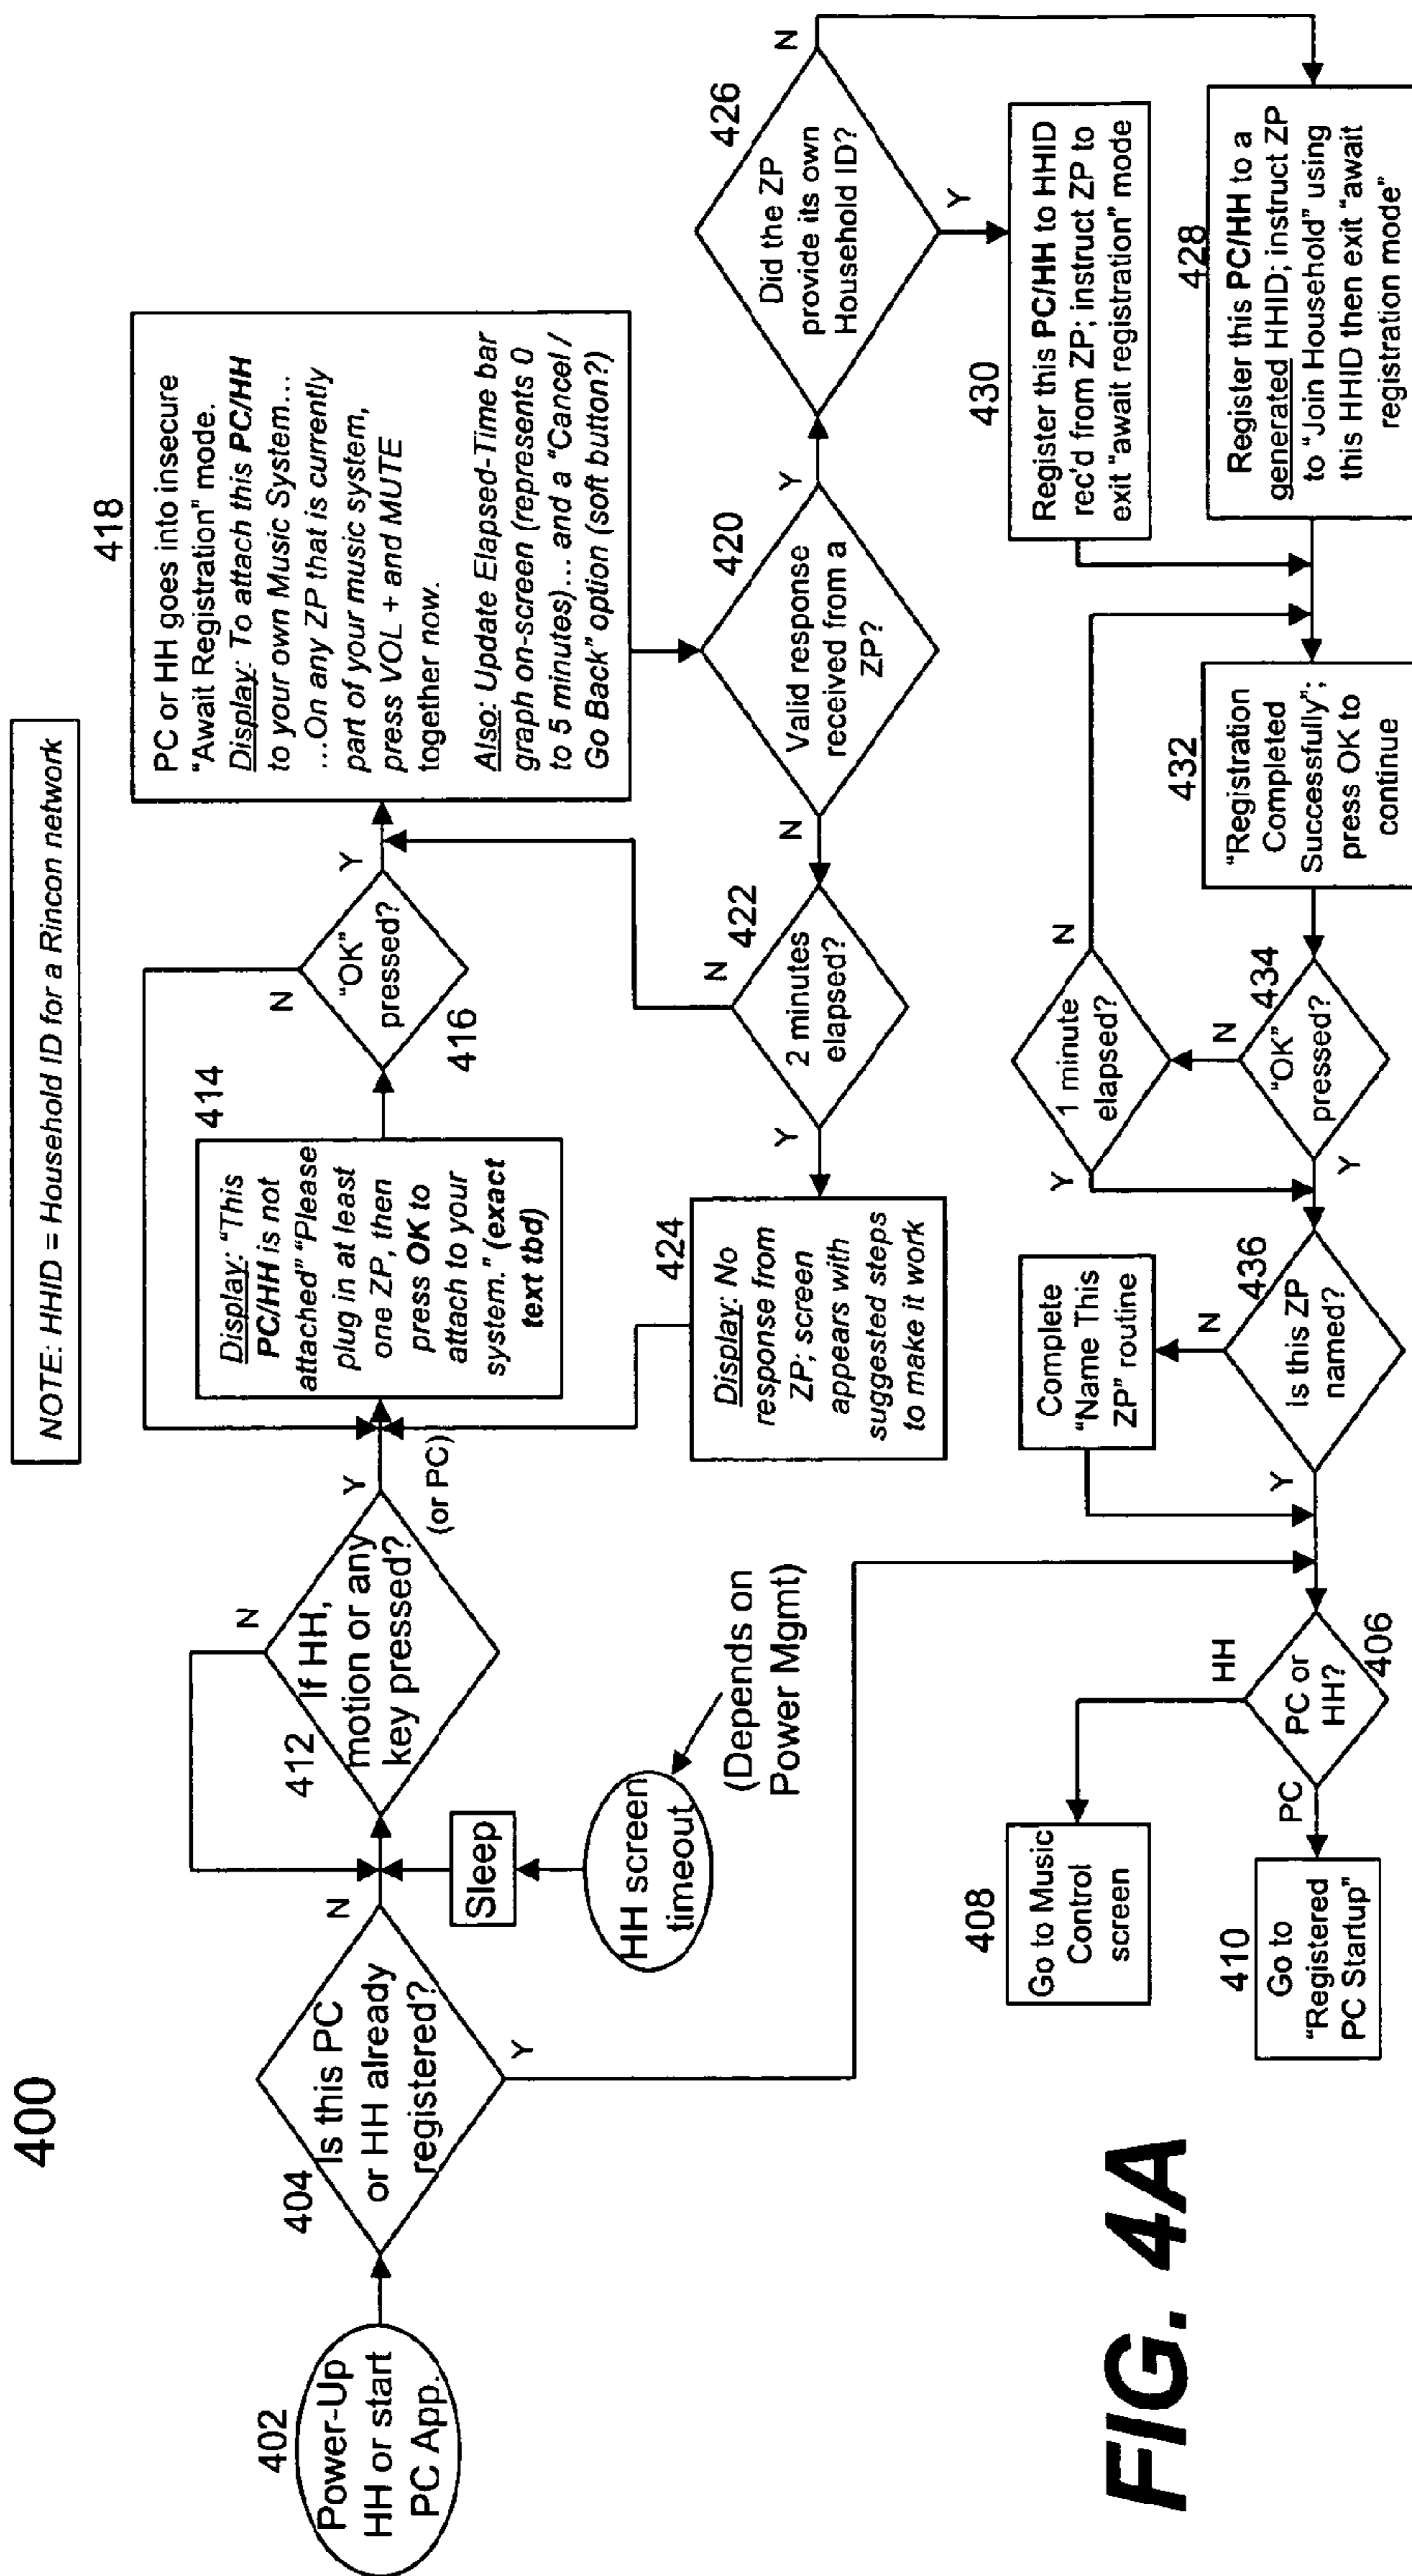 400
NOTE: HHID = Household ID for a Rincon network
402
Power-Up
HH or start
PC App.
404
Is this PC
or HH already
registered?
N
Y
Sleep
HH screen
timeout
(Depends on
Power Mgmt)
412
If HH,
motion or any
key pressed?
N
Y
(or PC)
414
Display: "This
PC/HH is not
attached" "Please
plug in at least
one ZP, then
press OK to
attach to your
system." (exact
text tbd)
416
"OK"
pressed?
N
Y
418
PC or HH goes into insecure
"Await Registration" mode.
Display: To attach this PC/HH
to your own Music System...
...On any ZP that is currently
part of your music system,
press VOL + and MUTE
together now.
Also: Update Elapsed-Time bar
graph on-screen (represents 0
to 5 minutes)... and a "Cancel /
Go Back" option (soft button?)
420
Valid response
received from a
ZP?
N
Y
422
2 minutes
elapsed?
N
Y
424
Display: No
response from
ZP; screen
appears with
suggested steps
to make it work
426
Did the ZP
provide its own
Household ID?
N
Y
430
Register this PC/HH to HHID
rec'd from ZP; instruct ZP to
exit "await registration" mode
428
Register this PC/HH to a
generated HHID; instruct ZP
to "Join Household" using
this HHID then exit "await
registration mode"
432
"Registration
Completed
Successfully";
press OK to
continue
434
"OK"
pressed?
N
Y
1 minute
elapsed?
N
Y
436
Is this ZP
named?
N
Y
Complete
"Name This
ZP" routine
406
PC or
HH?
HH
PC
408
Go to Music
Control
screen
410
Go to
"Registered
PC Startup"
FIG. 4A